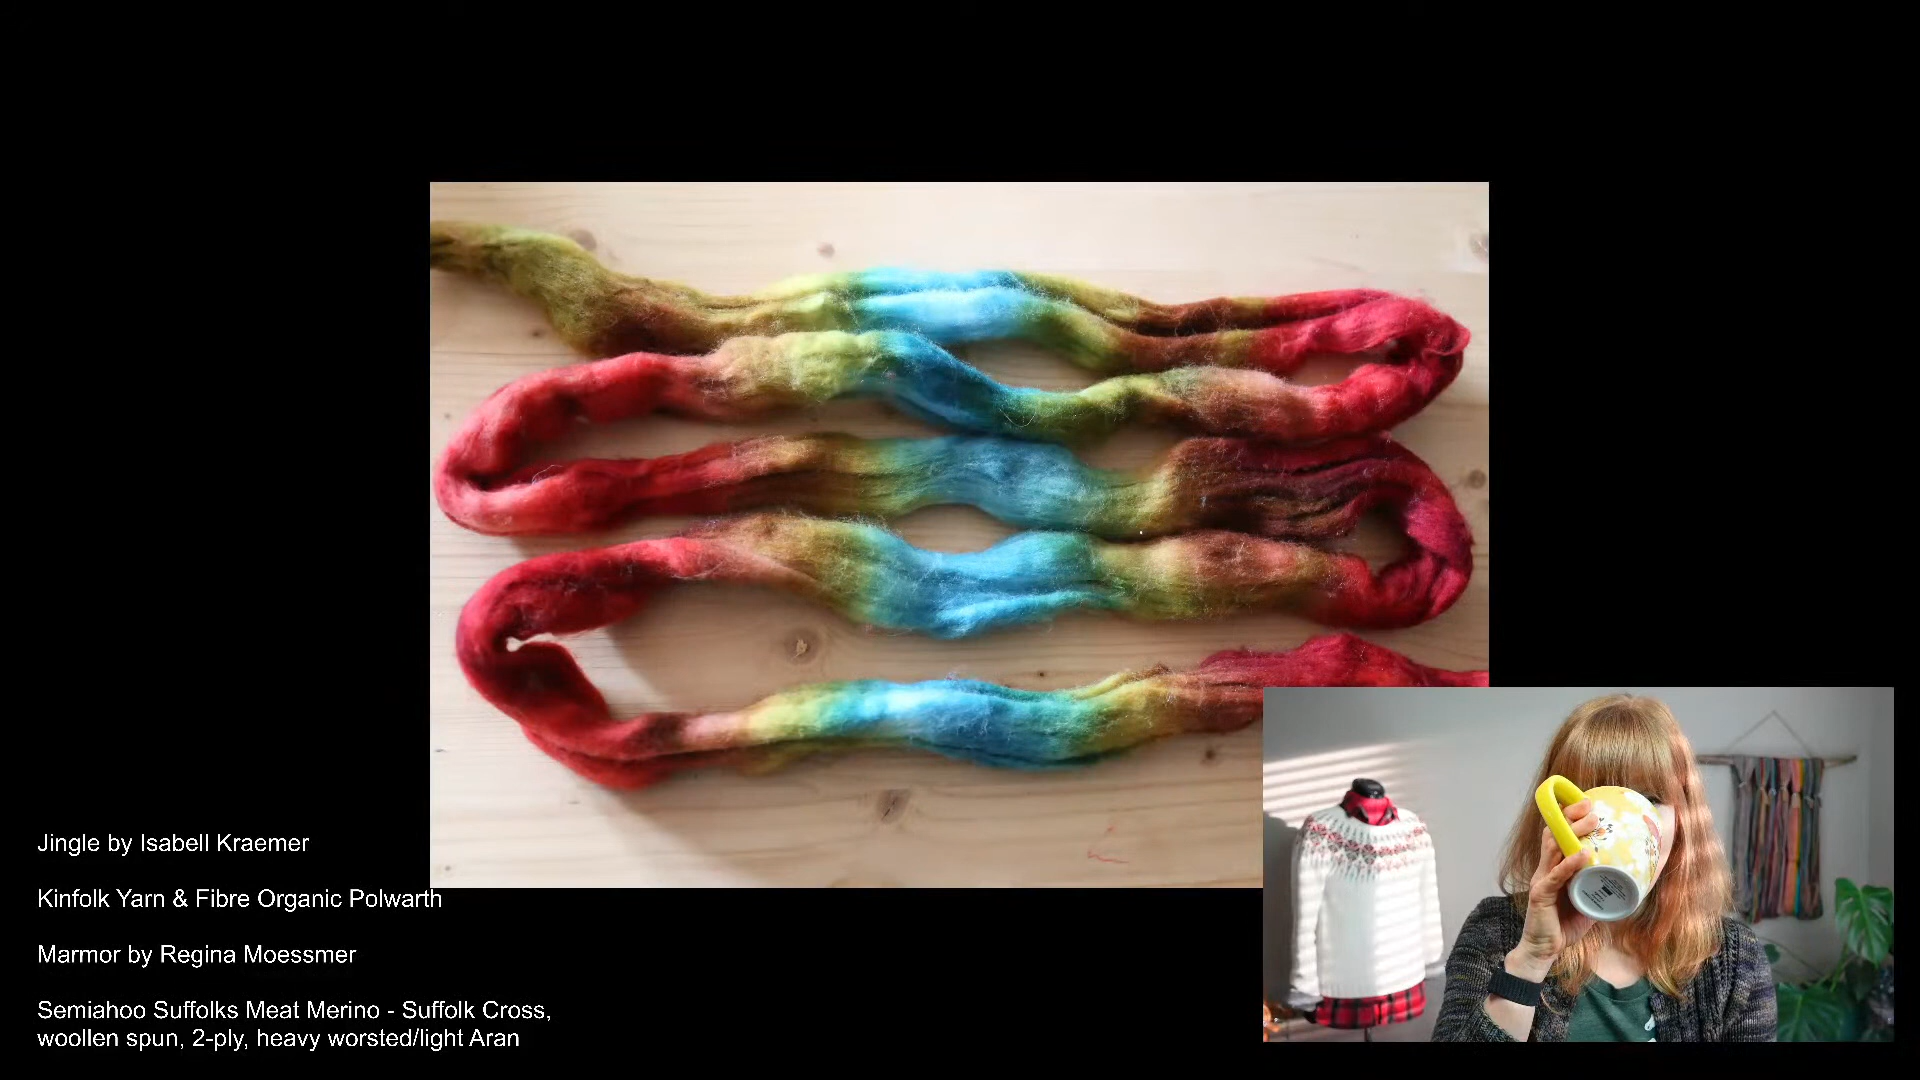 Jingle by Isabell Kraemer
Kinfolk Yarn & Fibre Organic Polwarth
Marmor by Regina Moessmer
Semiahoo Suffolks Meat Merino - Suffolk Cross,
woollen spun, 2-ply, heavy worsted/light Aran